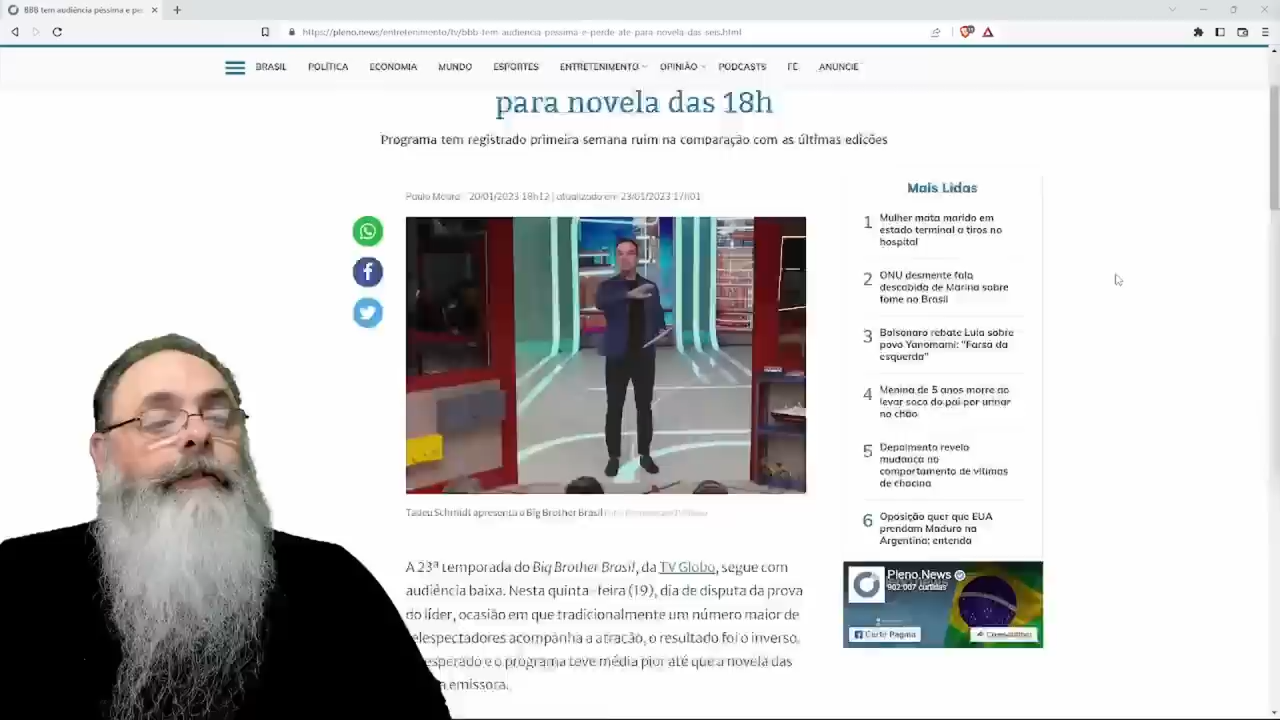 BBB tem audiência péssima e pe
https://pleno.news/entretenimento/tv/bbb-tem-audiencia-pessima-e-perde-ate-para-novela-das-seis.html
BRASIL POLÍTICA ECONOMIA MUNDO ESPORTES ENTRETENIMENTO OPINIÃO PODCASTS FÉ ANUNCIE
para novela das 18h
Programa tem registrado primeira semana ruim na comparação com as últimas edições
Paulo Moura - 20/01/2023 18h12 | atualizado em 23/01/2023 17h01
Tadeu Schmidt apresenta o Big Brother Brasil
A 23ª temporada do Big Brother Brasil, da TV Globo, segue com
audiência baixa. Nesta quinta-feira (19), dia de disputa da prova
do líder, ocasião em que tradicionalmente um número maior de
elespectadores acompanha a atração, o resultado foi o inverso
esperado e o programa teve média pior até que a novela das
a emissora.
Mais Lidas
1 Mulher mata marido em
estado terminal a tiros no
hospital
2 ONU desmente fala
descabida de Marina sobre
fome no Brasil
3 Bolsonaro rebate Lula sobre
povo Yanomami: "Farsa da
esquerda"
4 Menina de 5 anos morre ao
levar soco do pai por urinar
no chão
5 Depoimento revela
mudança no
comportamento de vítimas
de chacina
6 Oposição quer que EUA
prendam Maduro na
Argentina; entenda
Pleno.News
902.007 curtidas
Curtir Página